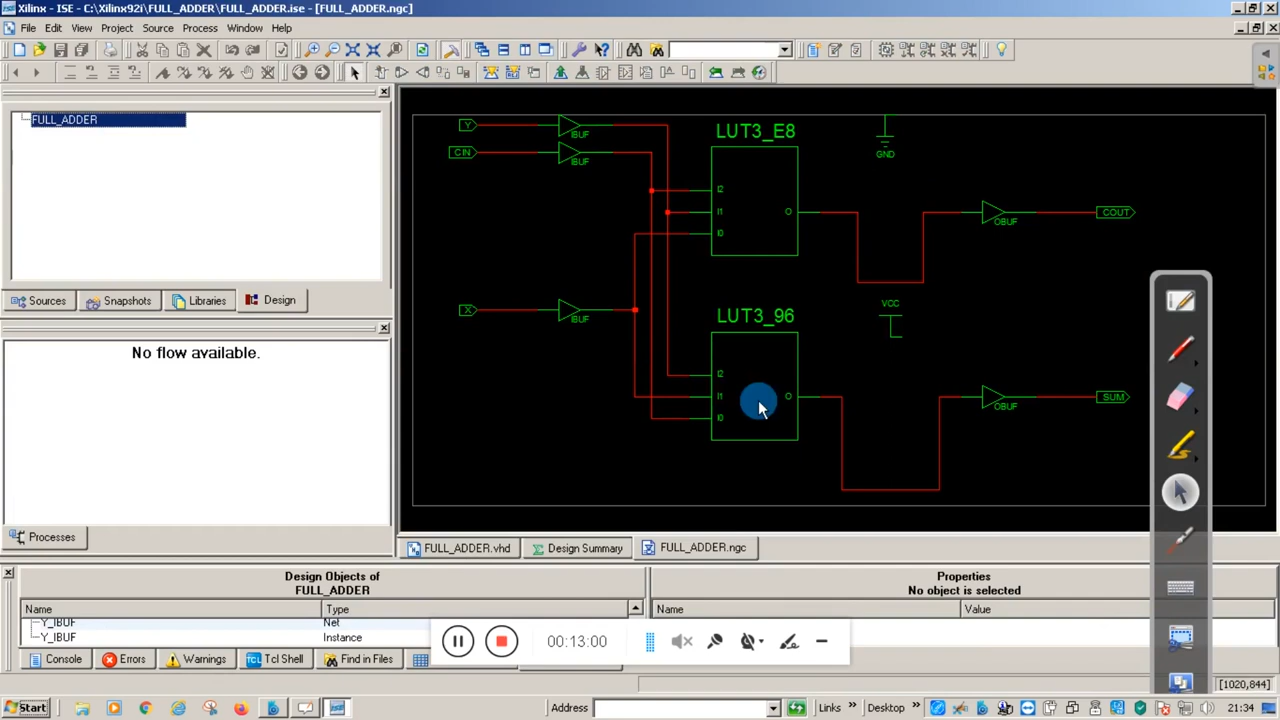 Xilinx - ISE - C:\Xilinx92i\FULL_ADDER\FULL_ADDER.ise - [FULL_ADDER.ngc]
File Edit View Project Source Process Window Help
FULL_ADDER
Sources Snapshots Libraries Design
No flow available.
Processes
Y IBUF
CIN IBUF
X IBUF
LUT3_E8
I2
I1 O
I0
GND
OBUF COUT
VCC
LUT3_96
I2
I1 O
I0
OBUF SUM
FULL_ADDER.vhd Design Summary FULL_ADDER.ngc
Design Objects of
FULL_ADDER
Name Type
Y_IBUF Net
Y_IBUF Instance
Properties
No object is selected
Name Value
00:13:00
Console Errors Warnings Tcl Shell Find in Files
[1020,844]
Start Address Links » Desktop » 21:34